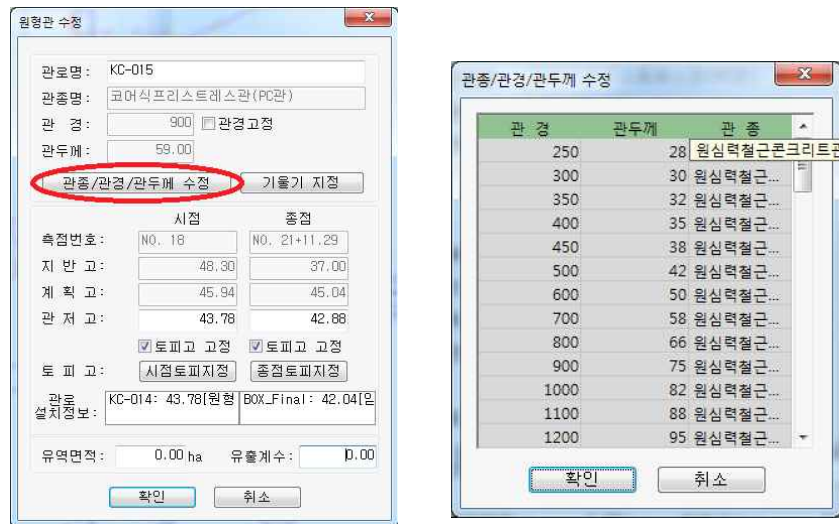 원형관 수정
관로명: KC-015
관종명: 코어식프리스트레스관(PC관)
관 경: 900 관경고정
관두께: 59.00
관종/관경/관두께 수정 기울기 지정
시점 종점
측점번호: NO. 18 NO. 21+11.29
지 반 고: 48.30 37.00
계 획 고: 45.94 45.04
관 저 고: 43.78 42.88
토피고 고정 토피고 고정
토 피 고: 시점토피지정 종점토피지정
관로 설치정보: KC-014: 43.78[원형 BOX_Final: 42.04[암
유역면적: 0.00 ha 유출계수: 0.00
확인 취소
관종/관경/관두께 수정
관 경 관두께 관 종
250 28 원심력철근콘크리트관
300 30 원심력철근...
350 32 원심력철근...
400 35 원심력철근...
450 38 원심력철근...
500 42 원심력철근...
600 50 원심력철근...
700 58 원심력철근...
800 66 원심력철근...
900 75 원심력철근...
1000 82 원심력철근...
1100 88 원심력철근...
1200 95 원심력철근...
확인 취소